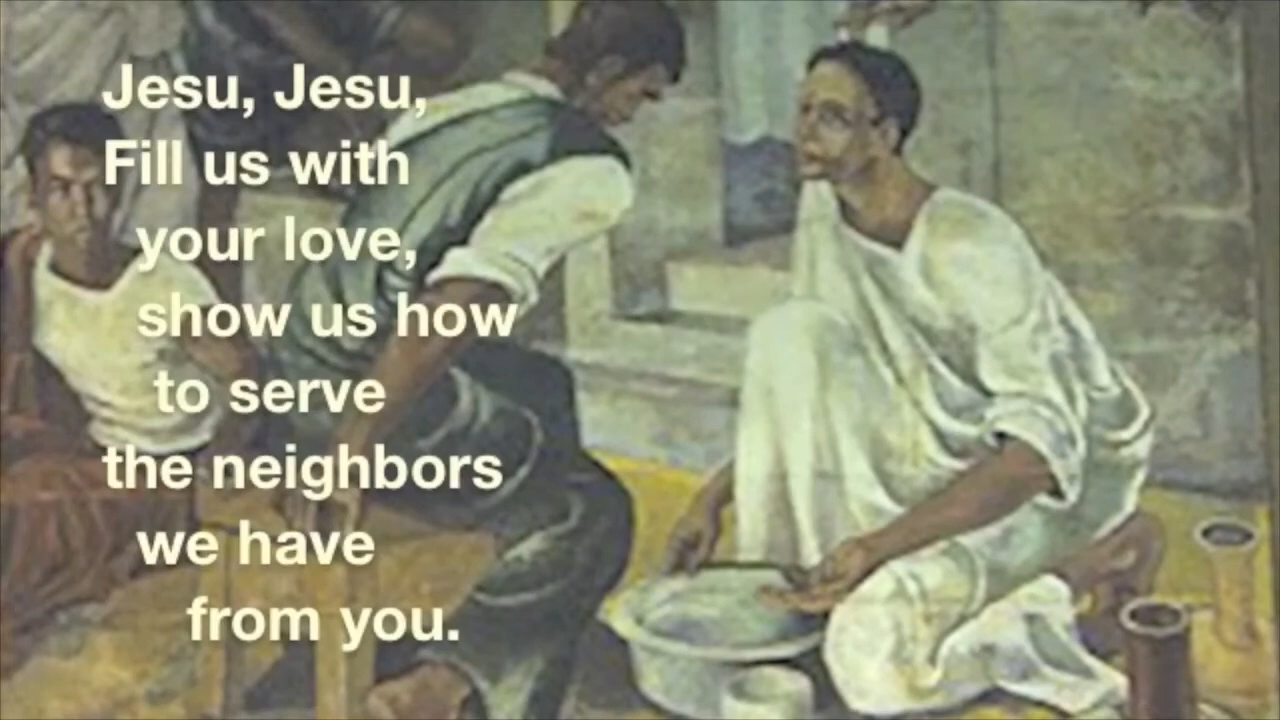 Jesu, Jesu,
Fill us with
your love,
show us how
to serve
the neighbors
we have
from you.